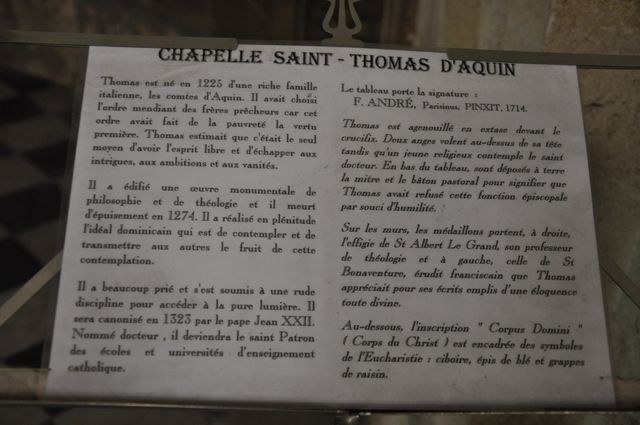 CHAPELLE SAINT - THOMAS D'AQUIN
Thomas est né en 1225 d'une riche famille
italienne, les comtes d'Aquin. Il avait choisi
l'ordre mendiant des frères prêcheurs car cet
ordre avait fait de la pauvreté la vertu
première. Thomas estimait que c'était le seul
moyen d'avoir l'esprit libre et d'échapper aux
intrigues, aux ambitions et aux vanités.
Il a édifié une œuvre monumentale de
philosophie et de théologie et il meurt
d'épuisement en 1274. Il a réalisé en plénitude
l'idéal dominicain qui est de contempler et de
transmettre aux autres le fruit de cette
contemplation.
Il a beaucoup prié et s'est soumis à une rude
discipline pour accéder à la pure lumière. Il
sera canonisé en 1323 par le pape Jean XXII.
Nommé docteur , il deviendra le saint Patron
des écoles et universités d'enseignement
catholique.
Le tableau porte la signature :
F. ANDRÉ, Parisinus, PINXIT, 1714.
Thomas est agenouillé en extase devant le
crucifix. Deux anges volent au-dessus de sa tête
tandis qu'un jeune religieux contemple le saint
docteur. En bas du tableau, sont déposés à terre
la mitre et le bâton pastoral pour signifier que
Thomas avait refusé cette fonction épiscopale
par souci d'humilité.
Sur les murs, les médaillons portent, à droite,
l'effigie de St Albert Le Grand, son professeur
de théologie et à gauche, celle de St
Bonaventure, érudit franciscain que Thomas
appréciait pour ses écrits emplis d'une éloquence
toute divine.
Au-dessous, l'inscription " Corpus Domini "
( Corps du Christ ) est encadrée des symboles
de l'Eucharistie : ciboire, épis de blé et grappes
de raisin.